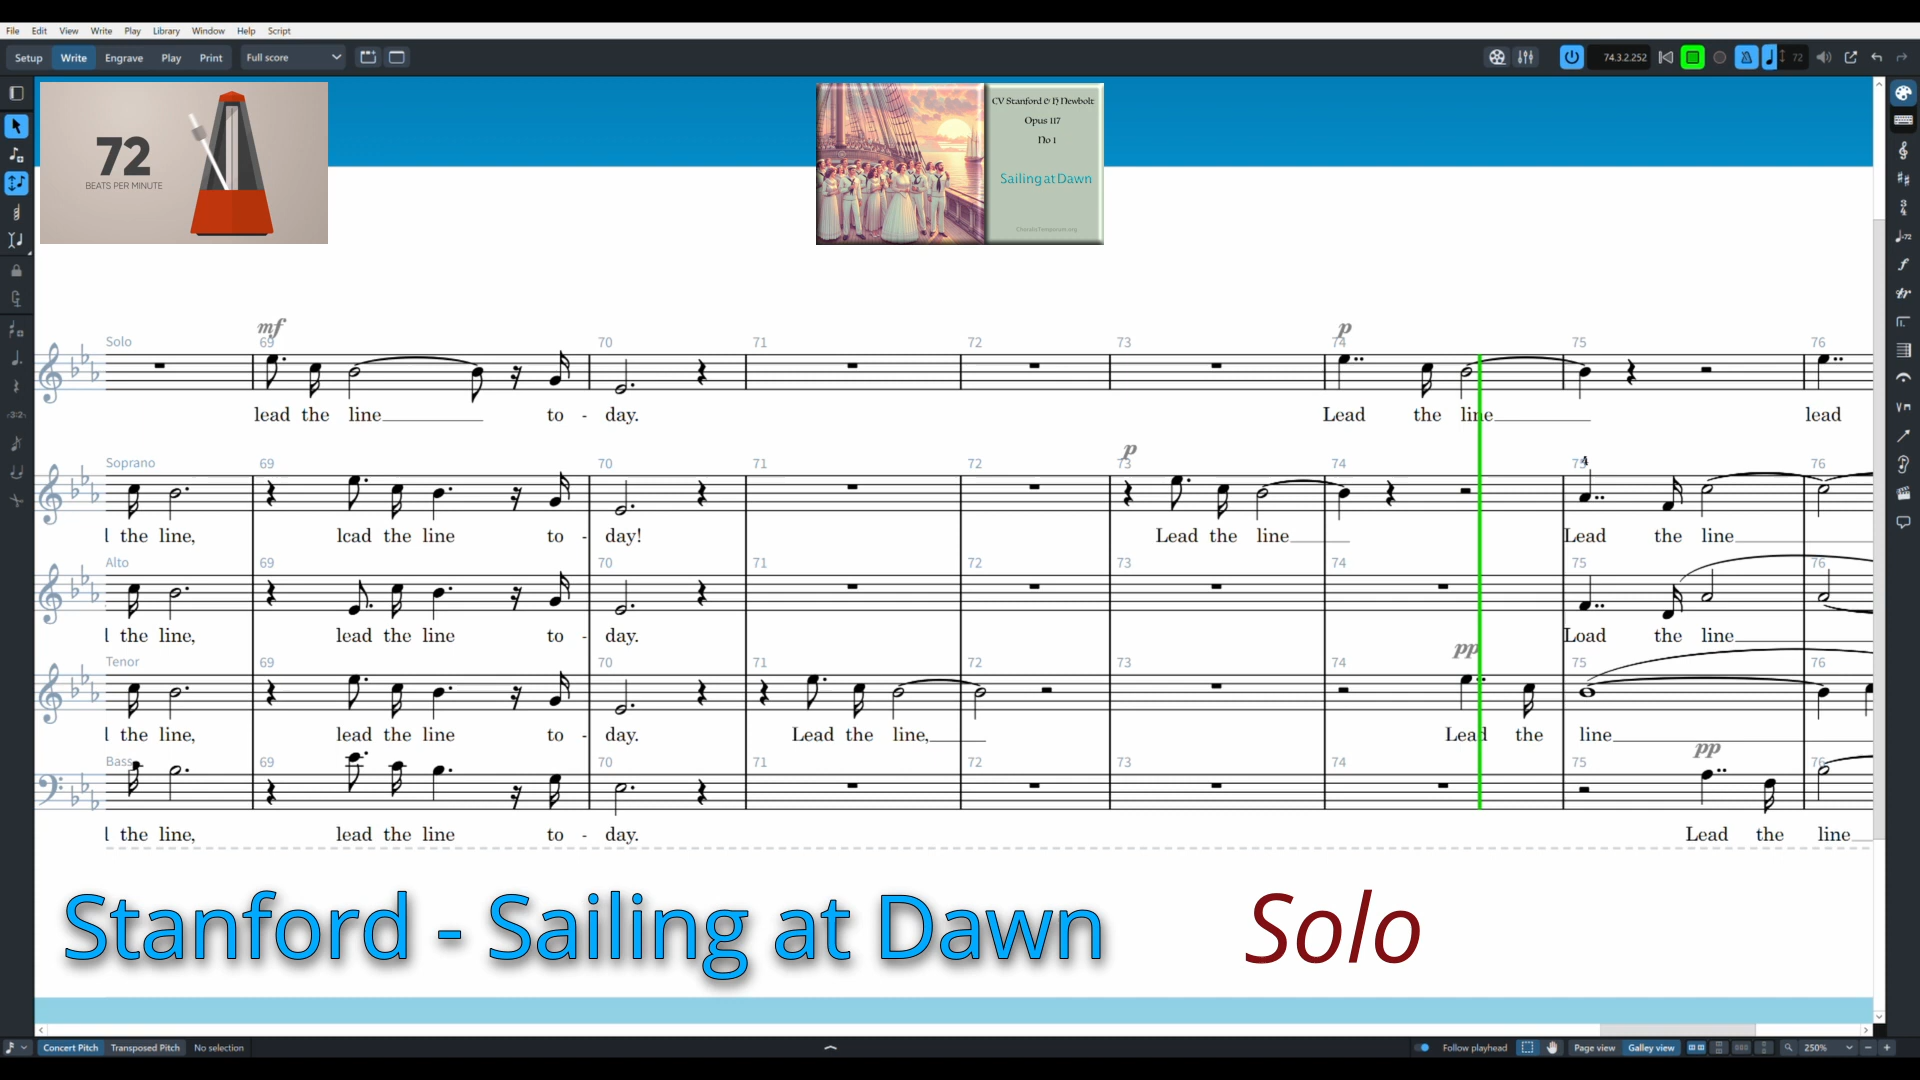 File Edit View Write Play Library Window Help Script
Setup Write Engrave Play Print Full score 74.3.2.252 72
72
BEATS PER MINUTE
CV Stanford & H Newbolt
Opus 117
No 1
Sailing at Dawn
ChoralisTemporum.org
mf p
Solo 69 70 71 72 73 74 75 76
lead the line to - day. Lead the line lead
p
Soprano 69 70 71 72 73 74 75 76
4
l the line, lcad the line to - day! Lead the line Lead the line
Alto 69 70 71 72 73 74 75 76
l the line, lead the line to - day. Load the line
pp
Tenor 69 70 71 72 73 74 75 76
l the line, lead the line to - day. Lead the line, Lead the line
pp
Bass 69 70 71 72 73 74 75 76
l the line, lead the line to - day. Lead the line
Stanford - Sailing at Dawn Solo
Concert Pitch Transposed Pitch No selection Follow playhead Page view Galley view 250%